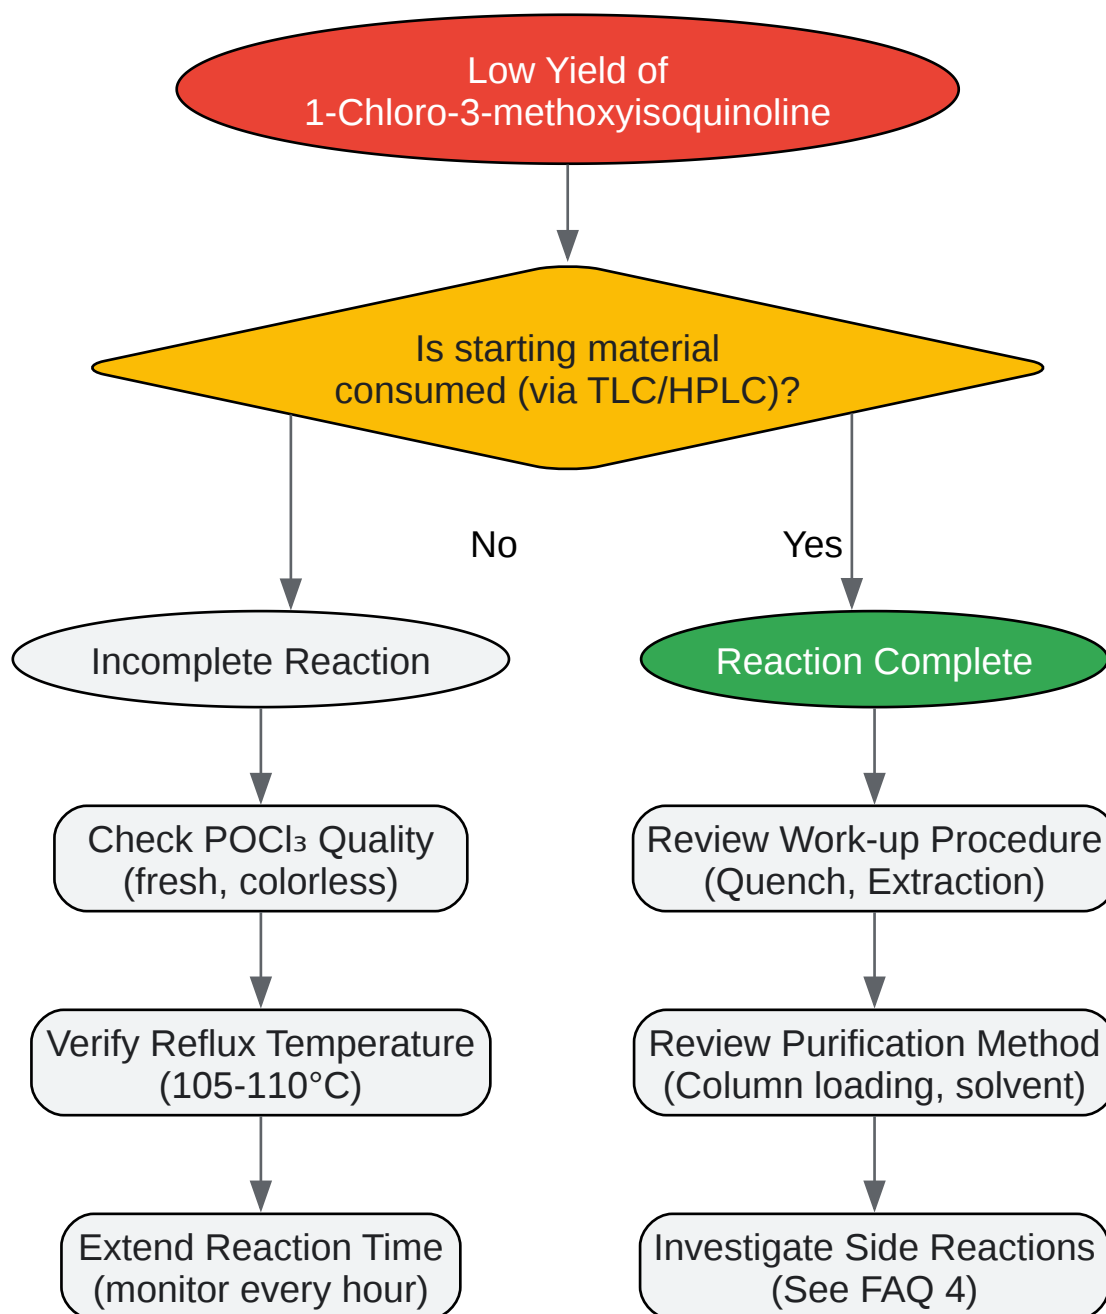 Low Yield of
1-Chloro-3-methoxyisoquinoline
Is starting material
consumed (via TLC/HPLC)?
No
Yes
Incomplete Reaction
Reaction Complete
Check POCl₃ Quality
(fresh, colorless)
Review Work-up Procedure
(Quench, Extraction)
Verify Reflux Temperature
(105-110°C)
Review Purification Method
(Column loading, solvent)
Extend Reaction Time
(monitor every hour)
Investigate Side Reactions
(See FAQ 4)